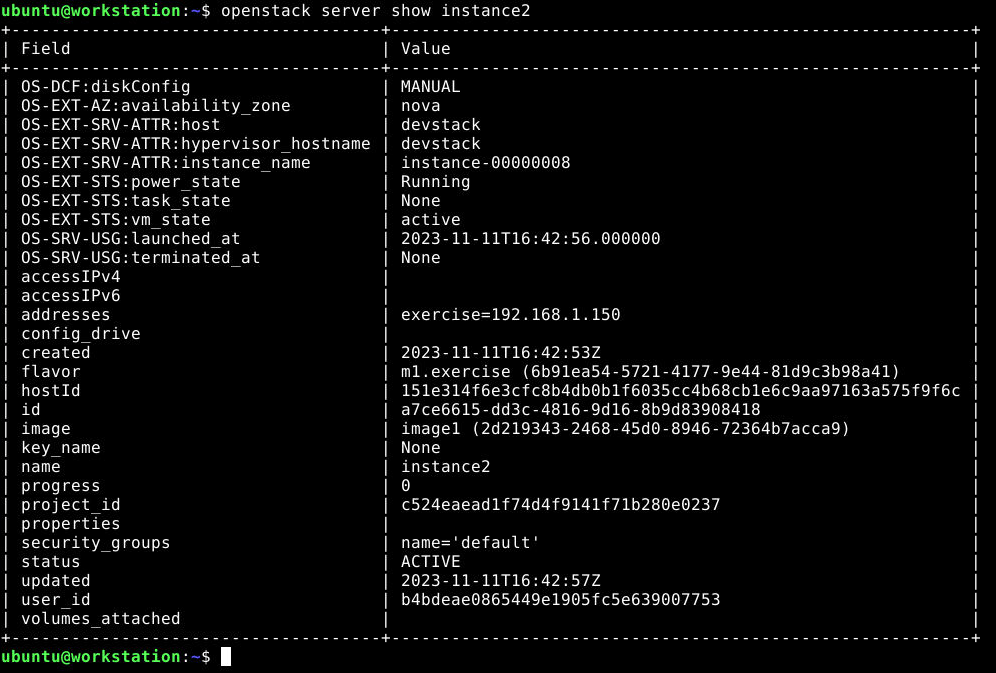 ubuntu@workstation:~$ openstack server show instance2
+-------------------------------------+----------------------------------------------------------+
| Field                               | Value                                                    |
+-------------------------------------+----------------------------------------------------------+
| OS-DCF:diskConfig                   | MANUAL                                                   |
| OS-EXT-AZ:availability_zone         | nova                                                     |
| OS-EXT-SRV-ATTR:host                | devstack                                                 |
| OS-EXT-SRV-ATTR:hypervisor_hostname | devstack                                                 |
| OS-EXT-SRV-ATTR:instance_name       | instance-00000008                                        |
| OS-EXT-STS:power_state              | Running                                                  |
| OS-EXT-STS:task_state               | None                                                     |
| OS-EXT-STS:vm_state                 | active                                                   |
| OS-SRV-USG:launched_at              | 2023-11-11T16:42:56.000000                               |
| OS-SRV-USG:terminated_at            | None                                                     |
| accessIPv4                          |                                                          |
| accessIPv6                          |                                                          |
| addresses                           | exercise=192.168.1.150                                   |
| config_drive                        |                                                          |
| created                             | 2023-11-11T16:42:53Z                                     |
| flavor                              | m1.exercise (6b91ea54-5721-4177-9e44-81d9c3b98a41)       |
| hostId                              | 151e314f6e3cfc8b4db0b1f6035cc4b68cb1e6c9aa97163a575f9f6c |
| id                                  | a7ce6615-dd3c-4816-9d16-8b9d83908418                     |
| image                               | image1 (2d219343-2468-45d0-8946-72364b7acca9)            |
| key_name                            | None                                                     |
| name                                | instance2                                                |
| progress                            | 0                                                        |
| project_id                          | c524eaead1f74d4f9141f71b280e0237                         |
| properties                          |                                                          |
| security_groups                     | name='default'                                           |
| status                              | ACTIVE                                                   |
| updated                             | 2023-11-11T16:42:57Z                                     |
| user_id                             | b4bdeae0865449e1905fc5e639007753                         |
| volumes_attached                    |                                                          |
+-------------------------------------+----------------------------------------------------------+
ubuntu@workstation:~$